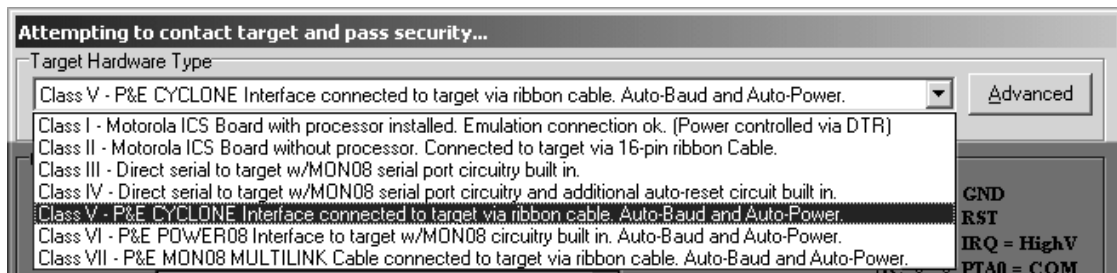 Attempting to contact target and pass security...
Target Hardware Type
Class V - P&E CYCLONE Interface connected to target via ribbon cable. Auto-Baud and Auto-Power.
Advanced
Class I - Motorola ICS Board with processor installed. Emulation connection ok. (Power controlled via DTR)
Class II - Motorola ICS Board without processor. Connected to target via 16-pin ribbon Cable.
Class III - Direct serial to target w/MON08 serial port circuitry built in.
Class IV - Direct serial to target w/MON08 serial port circuitry and additional auto-reset circuit built in.
Class V - P&E CYCLONE Interface connected to target via ribbon cable. Auto-Baud and Auto-Power.
Class VI - P&E POWER08 Interface to target w/MON08 circuitry built in. Auto-Baud and Auto-Power.
Class VII - P&E MON08 MULTILINK Cable connected to target via ribbon cable. Auto-Baud and Auto-Power.
GND
RST
IRQ = HighV
PTA0 = COM